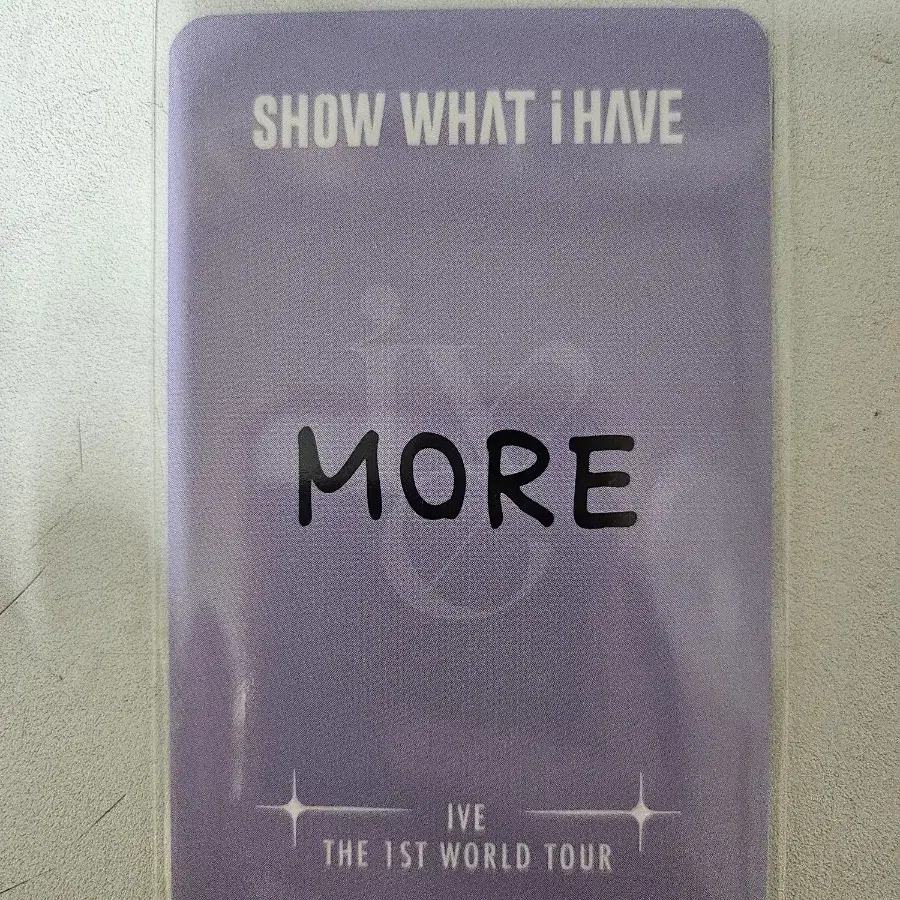 SHOW WHAT i HAVE
MORE
IVE
THE 1ST WORLD TOUR